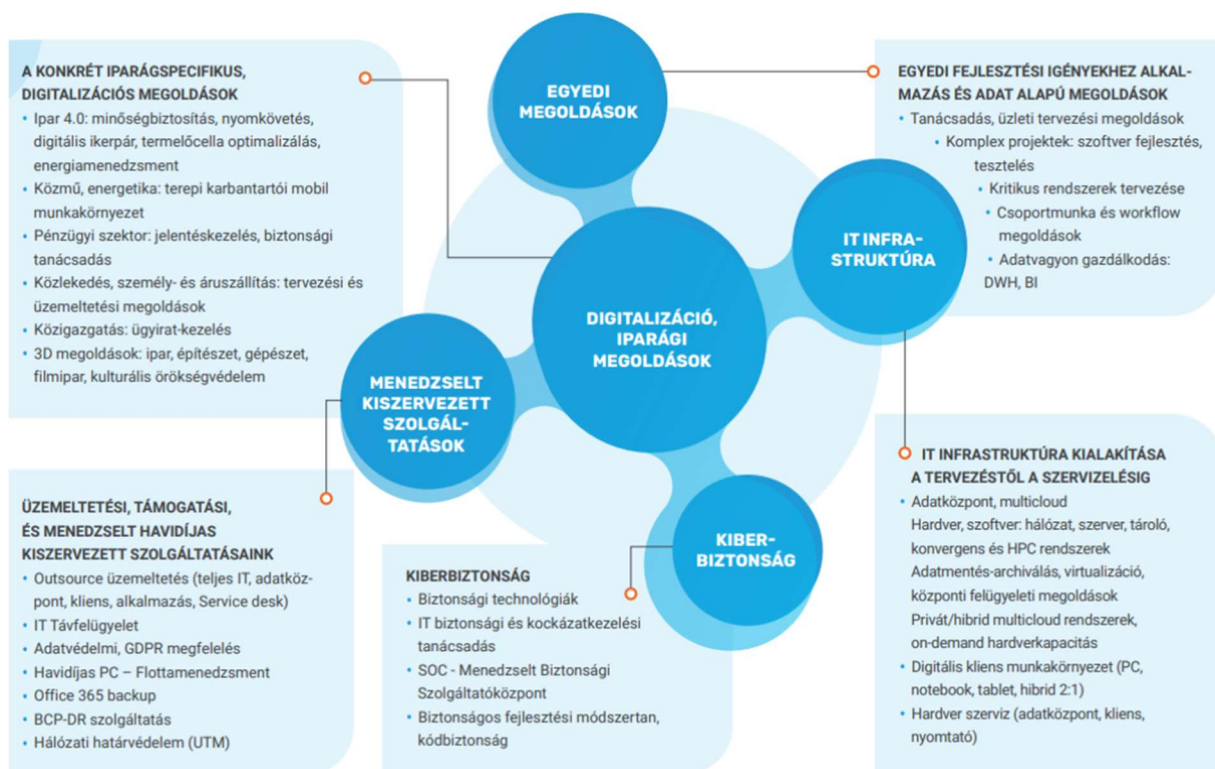 A KONKRÉT IPARÁGSPECIFIKUS,
DIGITALIZÁCIÓS MEGOLDÁSOK
• Ipar 4.0: minőségbiztosítás, nyomkövetés,
digitális ikerpár, termelőcella optimalizálás,
energiamenedzsment
• Közmű, energetika: terepi karbantartói mobil
munkakörnyezet
• Pénzügyi szektor: jelentéskezelés, biztonsági
tanácsadás
• Közlekedés, személy- és áruszállítás: tervezési és
üzemeltetési megoldások
• Közigazgatás: ügyirat-kezelés
• 3D megoldások: ipar, építészet, gépészet,
filmipar, kulturális örökségvédelem
EGYEDI
MEGOLDÁSOK
EGYEDI FEJLESZTÉSI IGÉNYEKHEZ ALKAL-
MAZÁS ÉS ADAT ALAPÚ MEGOLDÁSOK
• Tanácsadás, üzleti tervezési megoldások
• Komplex projektek: szoftver fejlesztés,
tesztelés
• Kritikus rendszerek tervezése
• Csoportmunka és workflow
megoldások
• Adatvagyon gazdálkodás:
DWH, BI
IT INFRA-
STRUKTÚRA
DIGITALIZÁCIÓ,
IPARÁGI
MEGOLDÁSOK
MENEDZSELT
KISZERVEZETT
SZOLGÁL-
TATÁSOK
KIBER-
BIZTONSÁG
ÜZEMELTETÉSI, TÁMOGATÁSI,
ÉS MENEDZSELT HAVIDÍJAS
KISZERVEZETT SZOLGÁLTATÁSAINK
• Outsource üzemeltetés (teljes IT, adatköz-
pont, kliens, alkalmazás, Service desk)
• IT Távfelügyelet
• Adatvédelmi, GDPR megfelelés
• Havidíjas PC – Flottamenedzsment
• Office 365 backup
• BCP-DR szolgáltatás
• Hálózati határvédelem (UTM)
KIBERBIZTONSÁG
• Biztonsági technológiák
• IT biztonsági és kockázatkezelési
tanácsadás
• SOC - Menedzselt Biztonsági
Szolgáltatóközpont
• Biztonságos fejlesztési módszertan,
kódbiztonság
IT INFRASTRUKTÚRA KIALAKÍTÁSA
A TERVEZÉSTŐL A SZERVIZELÉSIG
• Adatközpont, multicloud
Hardver, szoftver: hálózat, szerver, tároló,
konvergens és HPC rendszerek
Adatmentés-archiválás, virtualizáció,
központi felügyeleti megoldások
Privát/hibrid multicloud rendszerek,
on-demand hardverkapacitás
• Digitális kliens munkakörnyezet (PC,
notebook, tablet, hibrid 2:1)
• Hardver szerviz (adatközpont, kliens,
nyomtató)